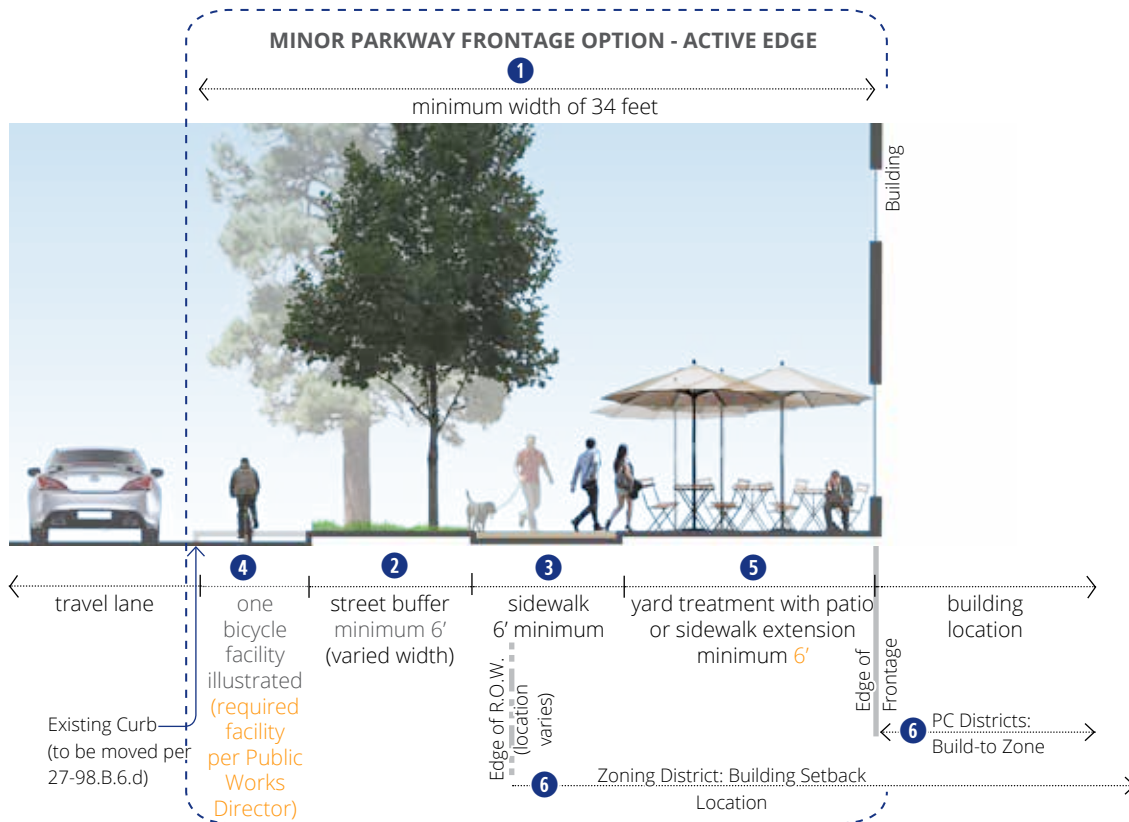 MINOR PARKWAY FRONTAGE OPTION - ACTIVE EDGE
1
minimum width of 34 feet
Building
4
2
3
5
travel lane
one
bicycle
facility
illustrated
(required
facility
per Public
Works
Director)
street buffer
minimum 6'
(varied width)
sidewalk
6' minimum
yard treatment with patio
or sidewalk extension
minimum 6'
building
location
Existing Curb
(to be moved per
27-98.B.6.d)
Edge of R.O.W.
(location
varies)
Edge of
Frontage
6 PC Districts:
Build-to Zone
6 Zoning District: Building Setback
Location